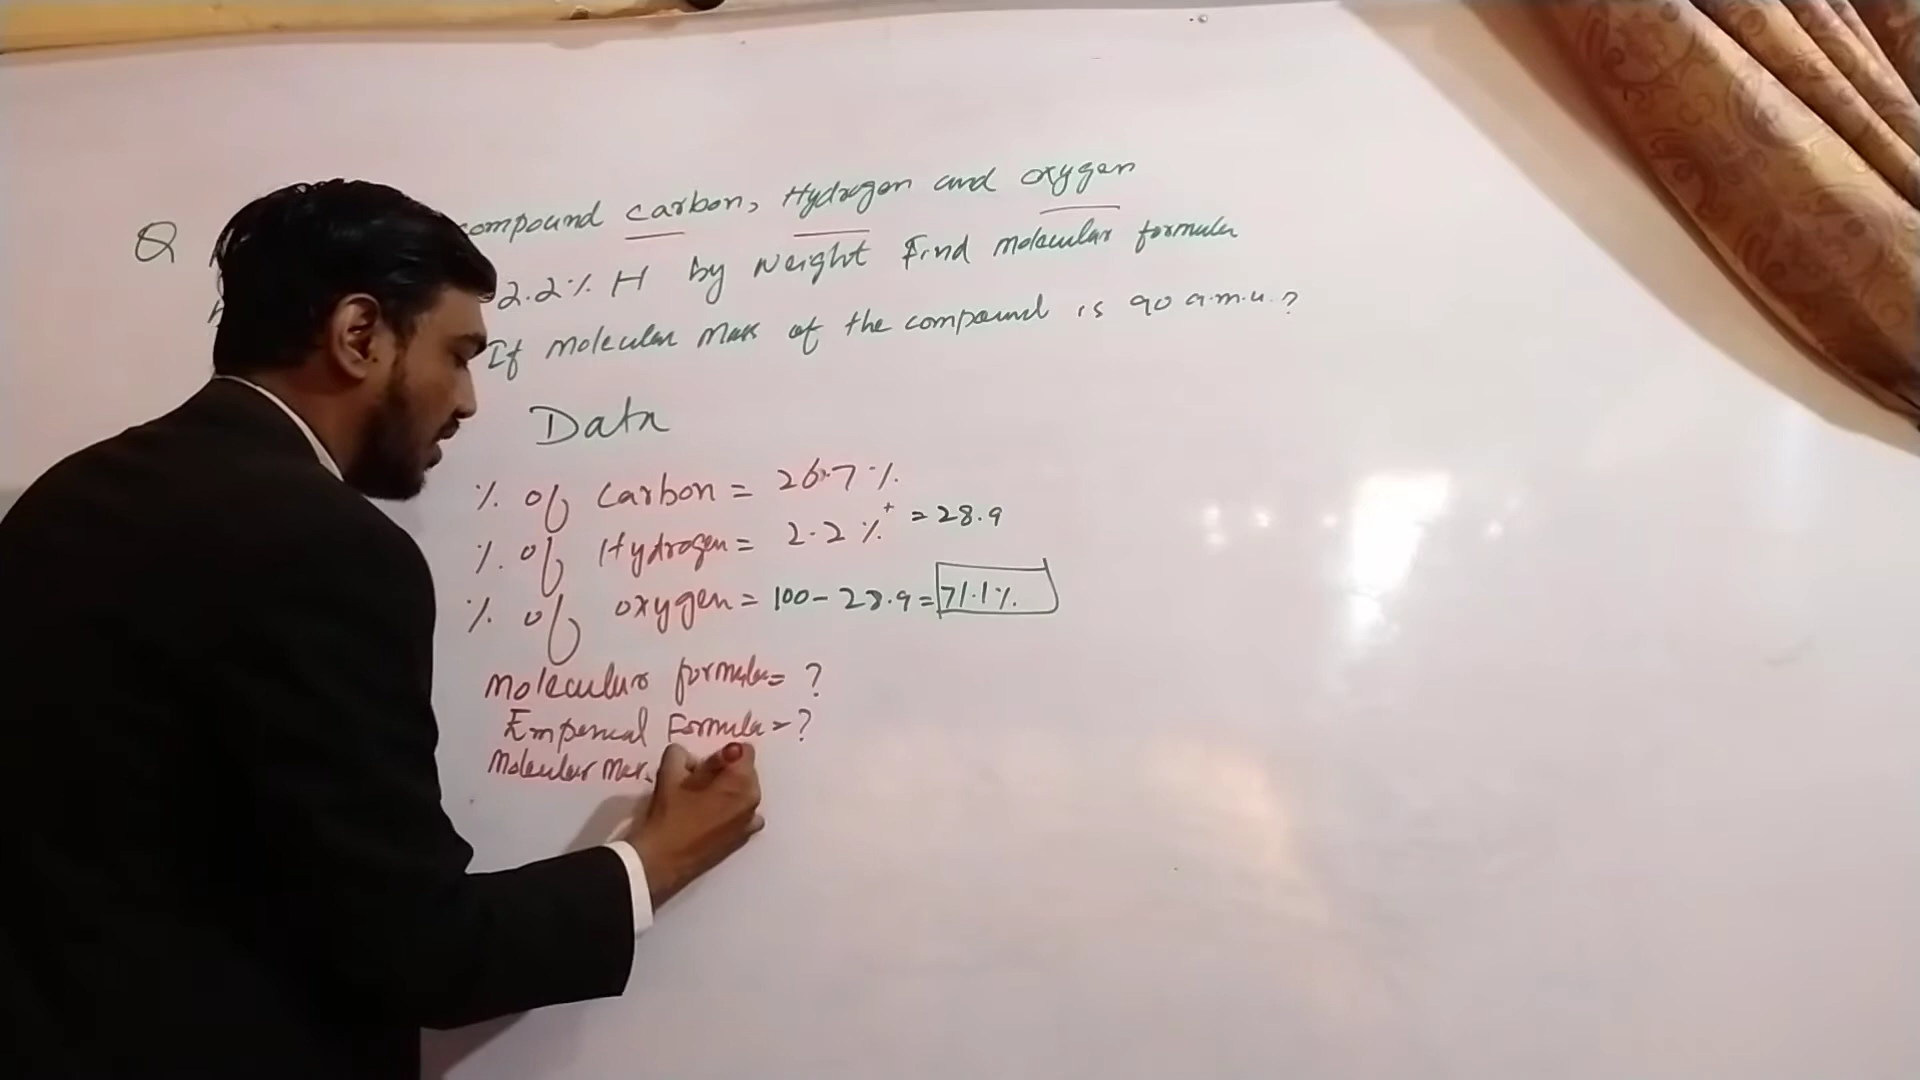 Q compound carbon, Hydrogen and oxygen
2.2% H by weight Find Molecular formula
If molecular Mass of the compound is 90 a.m.u.?
Data
% of Carbon = 26.7%
% of Hydrogen = 2.2% + = 28.9
% of oxygen = 100 - 28.9 = 71.1%
Molecular formula = ?
Emperical Formula = ?
Molecular Mas